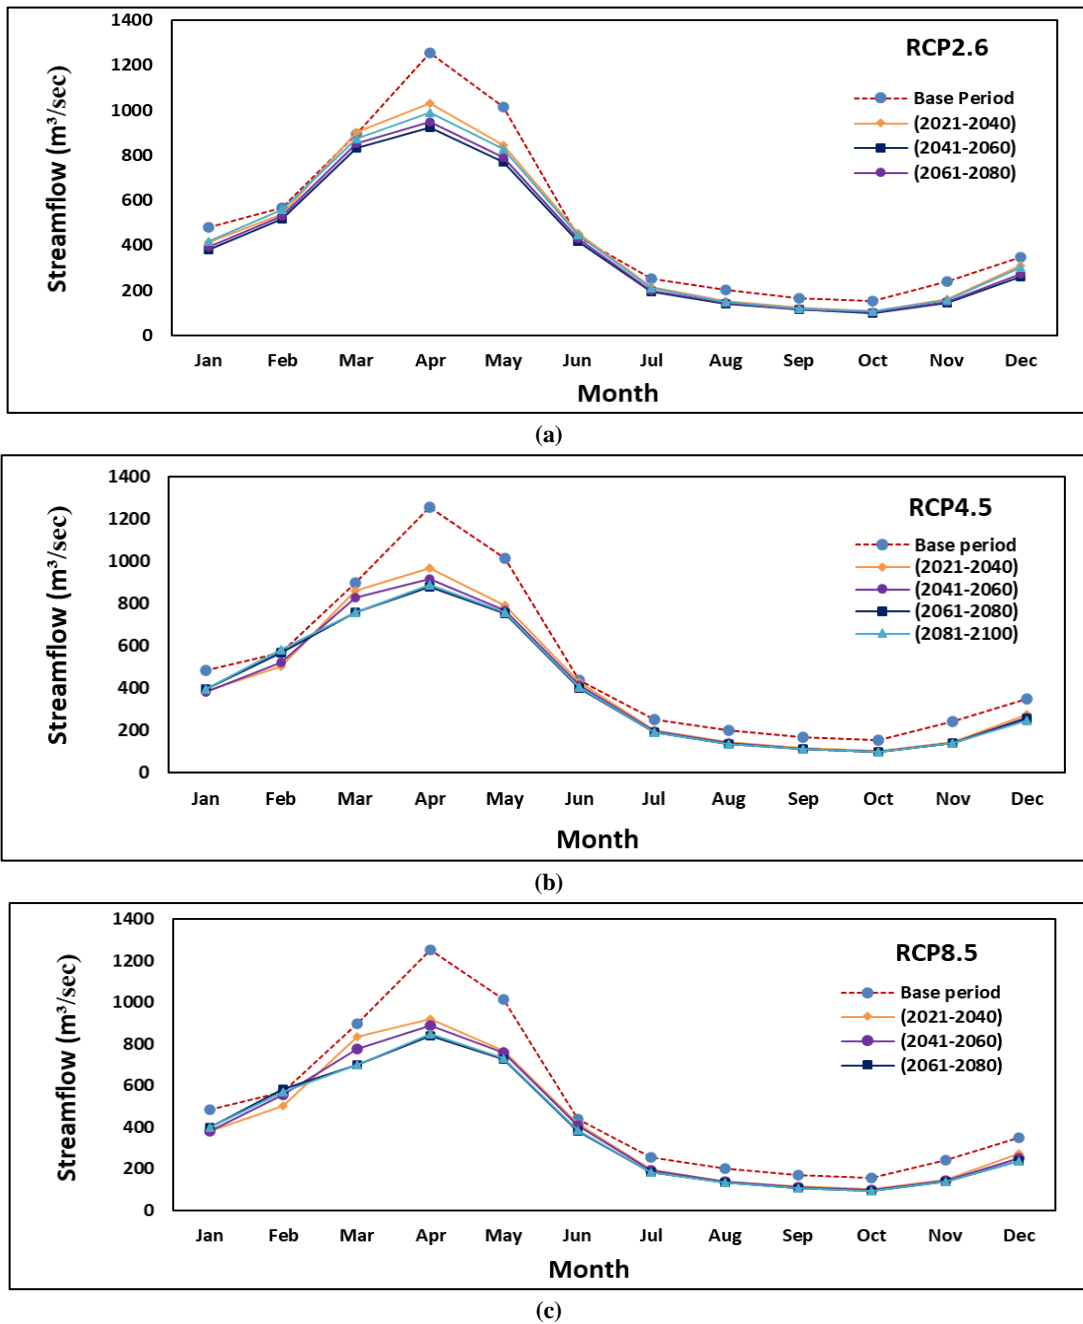 1400
1200
1000
800
600
400
200
0
Streamflow (m³/sec)
RCP2.6
Base Period
(2021-2040)
(2041-2060)
(2061-2080)
Jan Feb Mar Apr May Jun Jul Aug Sep Oct Nov Dec
Month
(a)
1400
1200
1000
800
600
400
200
0
Streamflow (m³/sec)
RCP4.5
Base period
(2021-2040)
(2041-2060)
(2061-2080)
(2081-2100)
Jan Feb Mar Apr May Jun Jul Aug Sep Oct Nov Dec
Month
(b)
1400
1200
1000
800
600
400
200
0
Streamflow (m³/sec)
RCP8.5
Base period
(2021-2040)
(2041-2060)
(2061-2080)
Jan Feb Mar Apr May Jun Jul Aug Sep Oct Nov Dec
Month
(c)